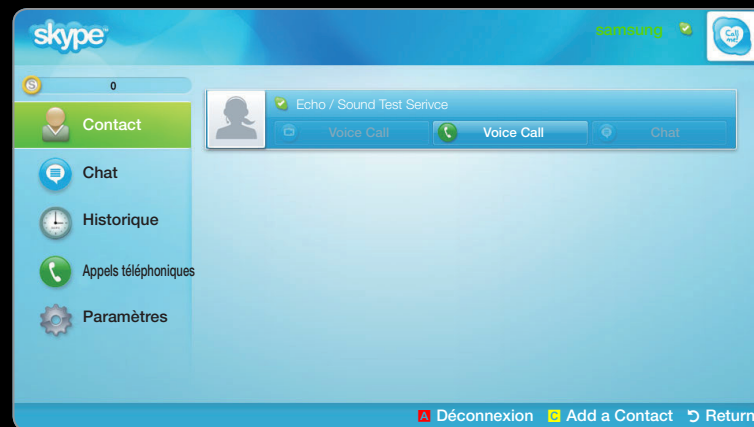 skype
samsung
Call me!
S 0
Contact
Echo / Sound Test Serivce
Voice Call Voice Call Chat
Chat
Historique
Appels téléphoniques
Paramètres
A Déconnexion C Add a Contact Return